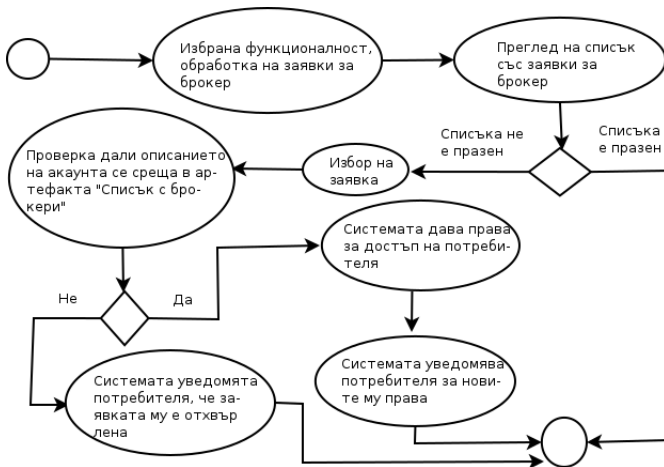 Избрана функционалност,
обработка на заявки за
брокер
Преглед на списък
със заявки за
брокер
Списъка не
е празен
Списъка
е празен
Избор на
заявка
Проверка дали описанието
на акаунта се среща в ар-
тефакта "Списък с бро-
кери"
Не
Да
Системата дава права
за достъп на потреби-
теля
Системата уведомята
потребителя, че за-
явката му е отхвър
лена
Системата уведомява
потребителя за нови-
те му права